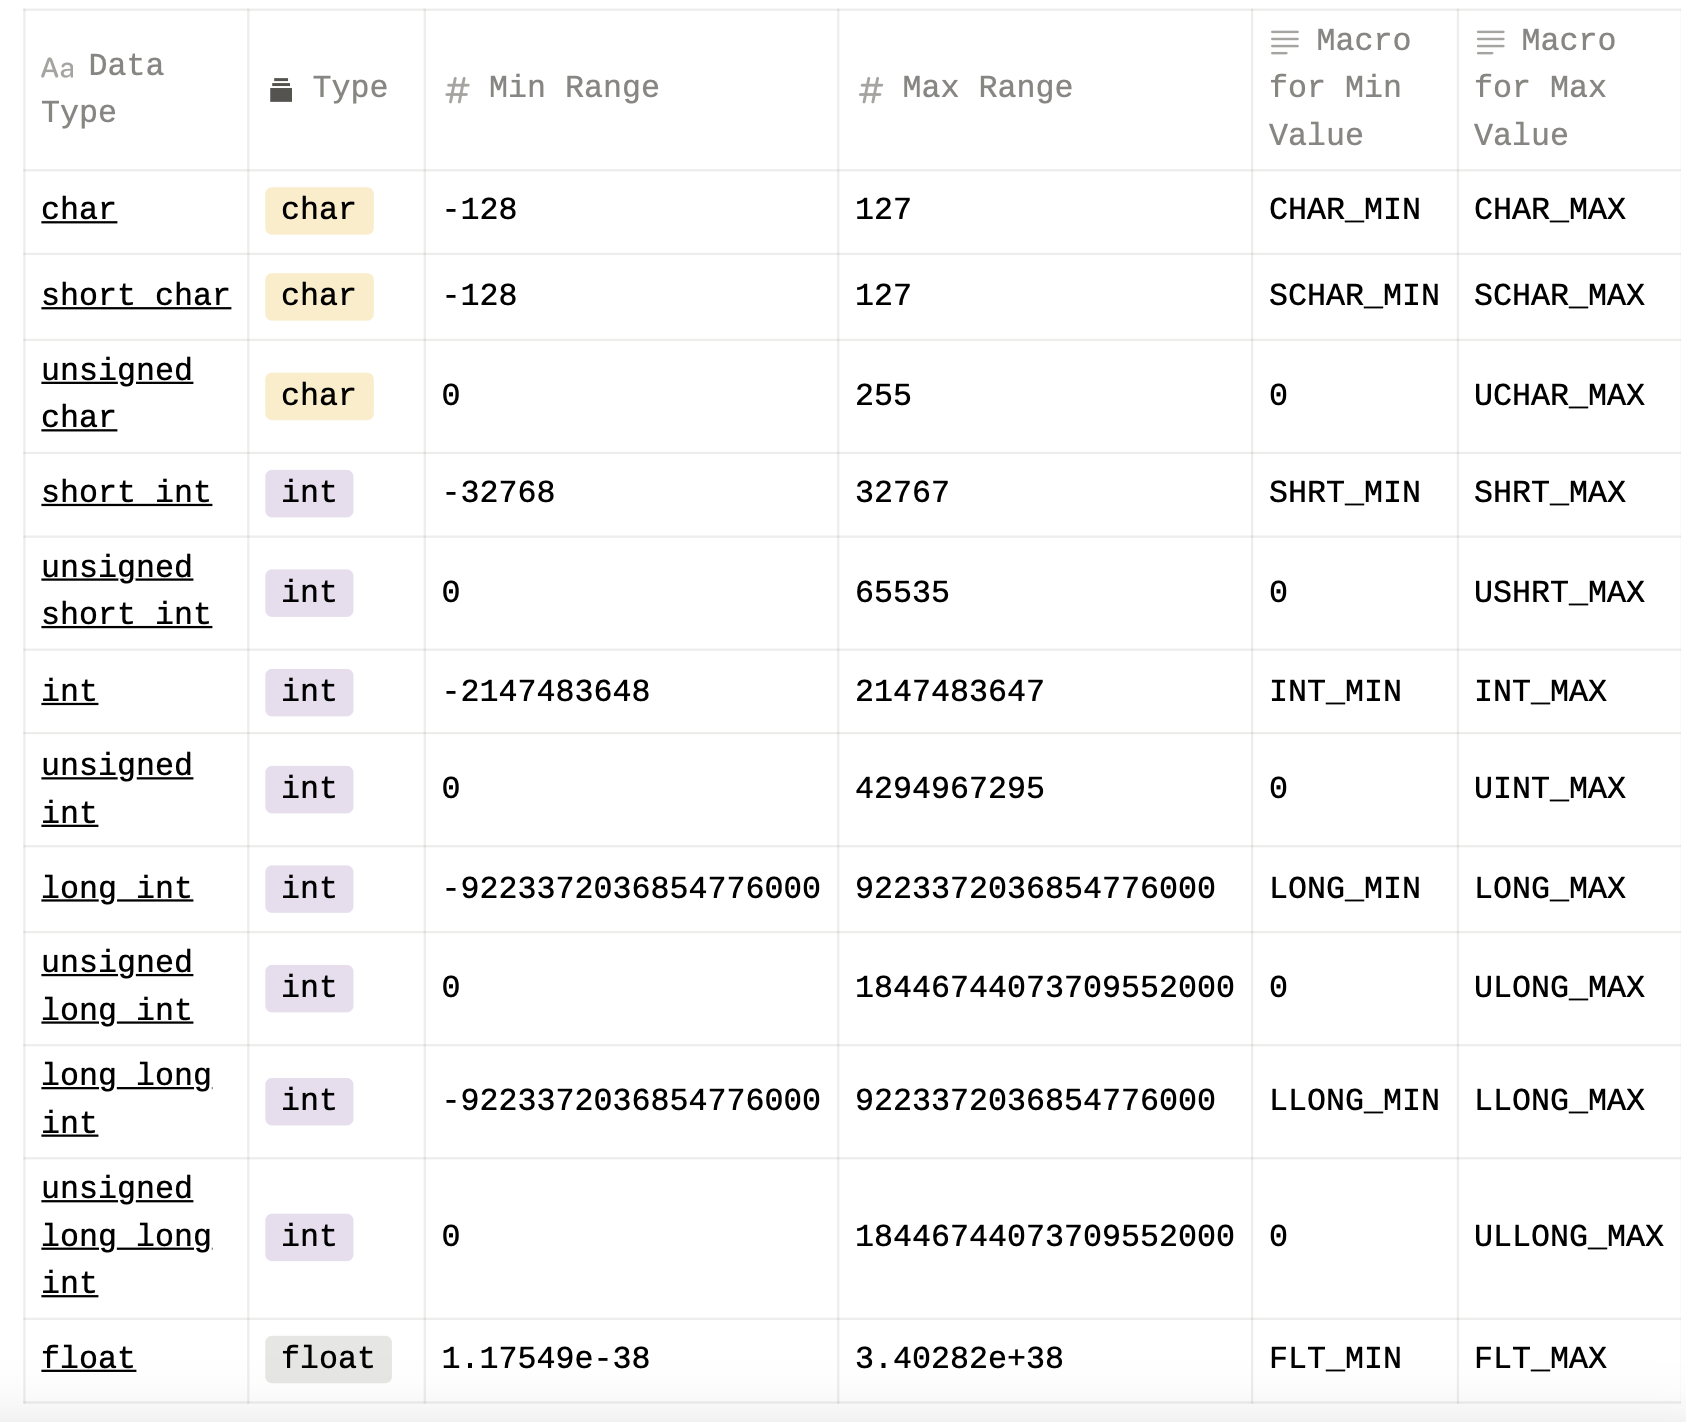 Aa Data Type | Type | # Min Range | # Max Range | Macro for Min Value | Macro for Max Value
char | char | -128 | 127 | CHAR_MIN | CHAR_MAX
short char | char | -128 | 127 | SCHAR_MIN | SCHAR_MAX
unsigned char | char | 0 | 255 | 0 | UCHAR_MAX
short int | int | -32768 | 32767 | SHRT_MIN | SHRT_MAX
unsigned short int | int | 0 | 65535 | 0 | USHRT_MAX
int | int | -2147483648 | 2147483647 | INT_MIN | INT_MAX
unsigned int | int | 0 | 4294967295 | 0 | UINT_MAX
long int | int | -9223372036854776000 | 9223372036854776000 | LONG_MIN | LONG_MAX
unsigned long int | int | 0 | 18446744073709552000 | 0 | ULONG_MAX
long long int | int | -9223372036854776000 | 9223372036854776000 | LLONG_MIN | LLONG_MAX
unsigned long long int | int | 0 | 18446744073709552000 | 0 | ULLONG_MAX
float | float | 1.17549e-38 | 3.40282e+38 | FLT_MIN | FLT_MAX